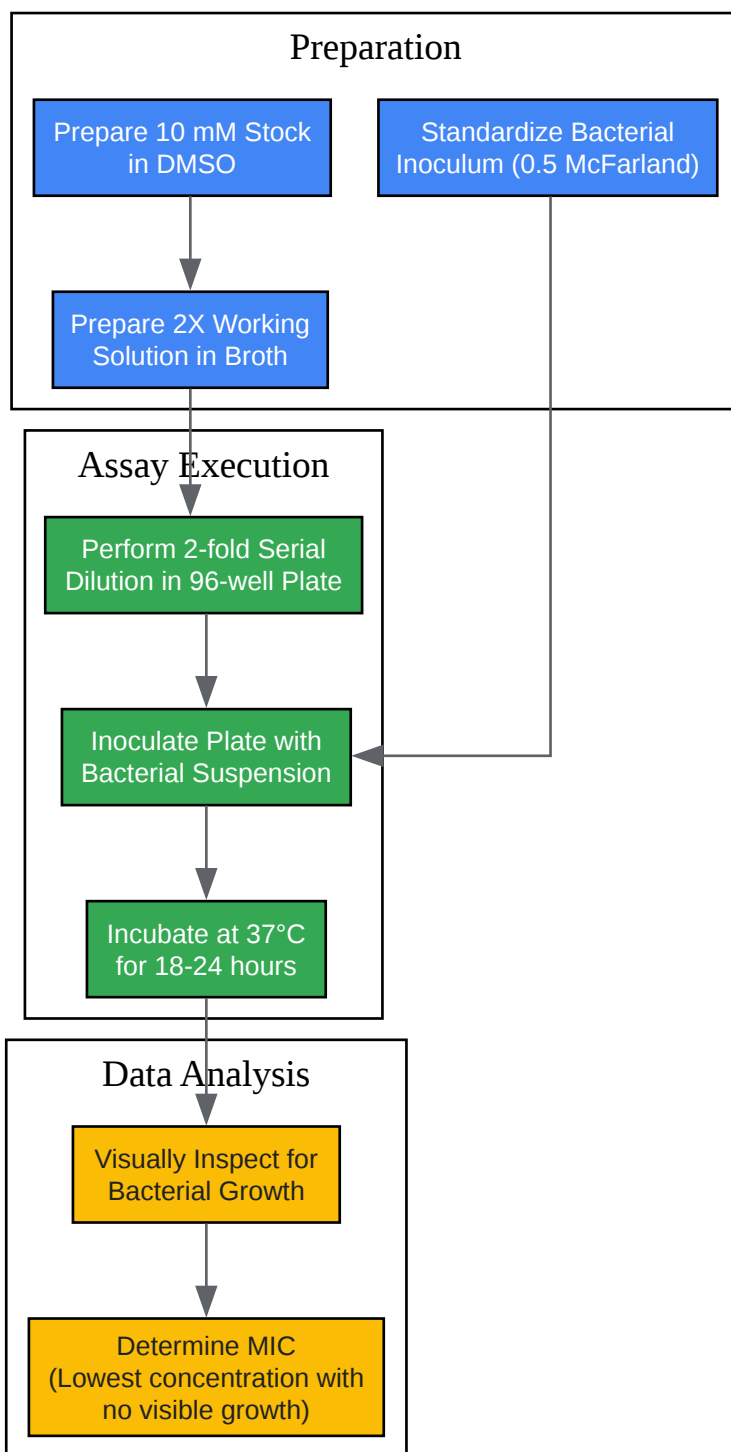 Preparation
Prepare 10 mM Stock
in DMSO
Standardize Bacterial
Inoculum (0.5 McFarland)
Prepare 2X Working
Solution in Broth
Assay Execution
Perform 2-fold Serial
Dilution in 96-well Plate
Inoculate Plate with
Bacterial Suspension
Incubate at 37°C
for 18-24 hours
Data Analysis
Visually Inspect for
Bacterial Growth
Determine MIC
(Lowest concentration with
no visible growth)